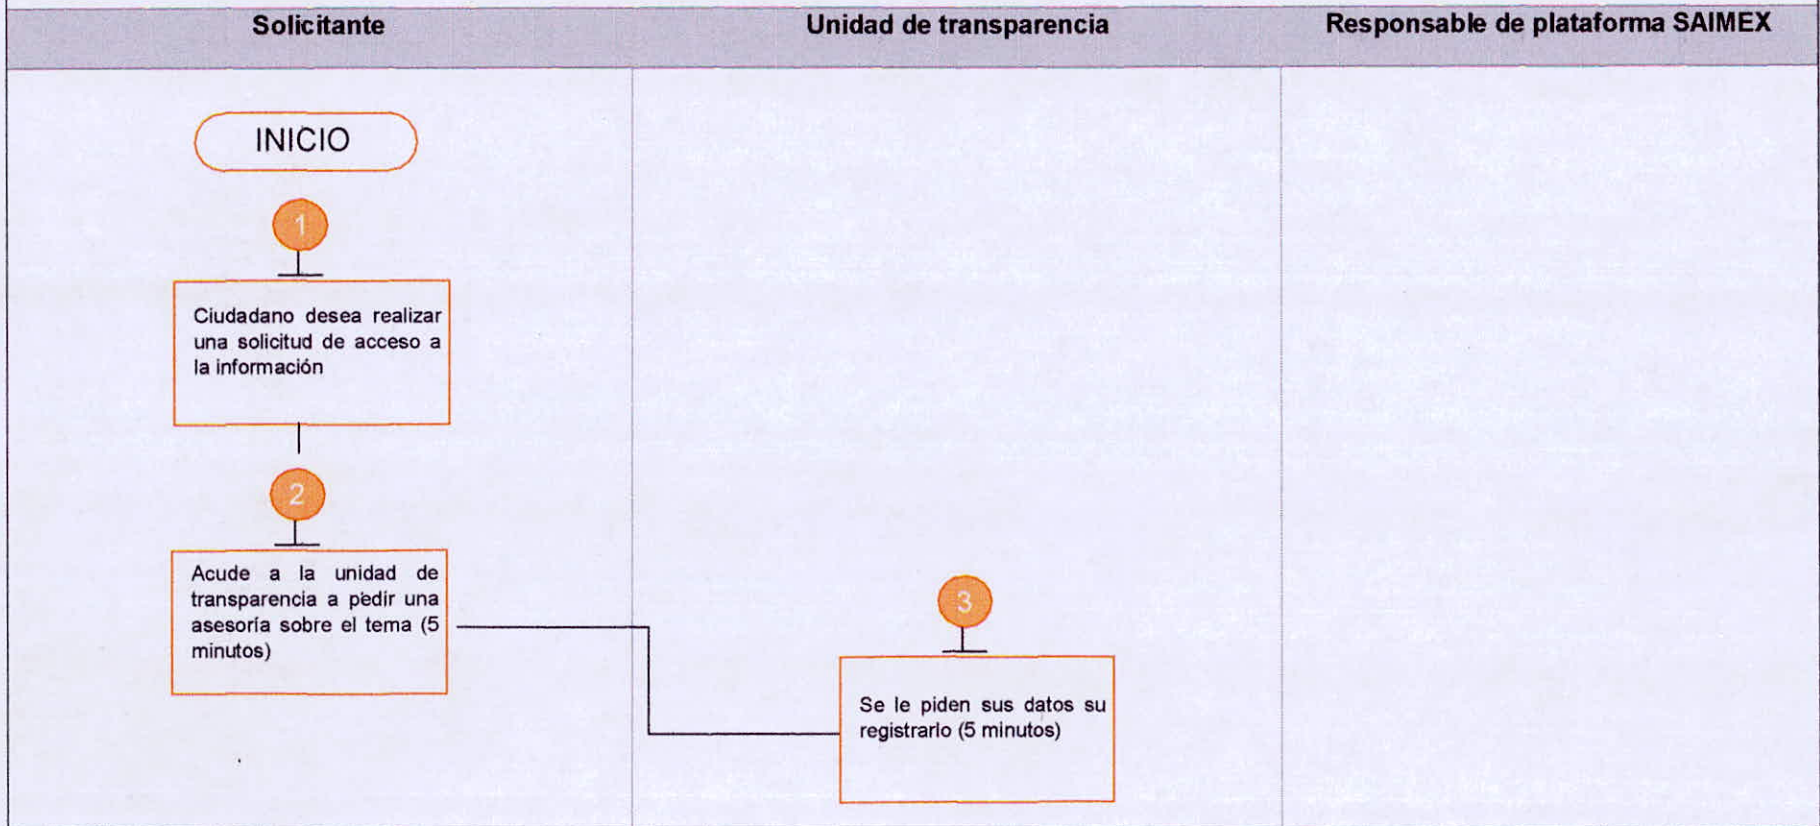 Solicitante
Unidad de transparencia
Responsable de plataforma SAIMEX
INICIO
1
Ciudadano desea realizar
una solicitud de acceso a
la información
2
Acude a la unidad de
transparencia a pedir una
asesoría sobre el tema (5
minutos)
3
Se le piden sus datos su
registrarlo (5 minutos)